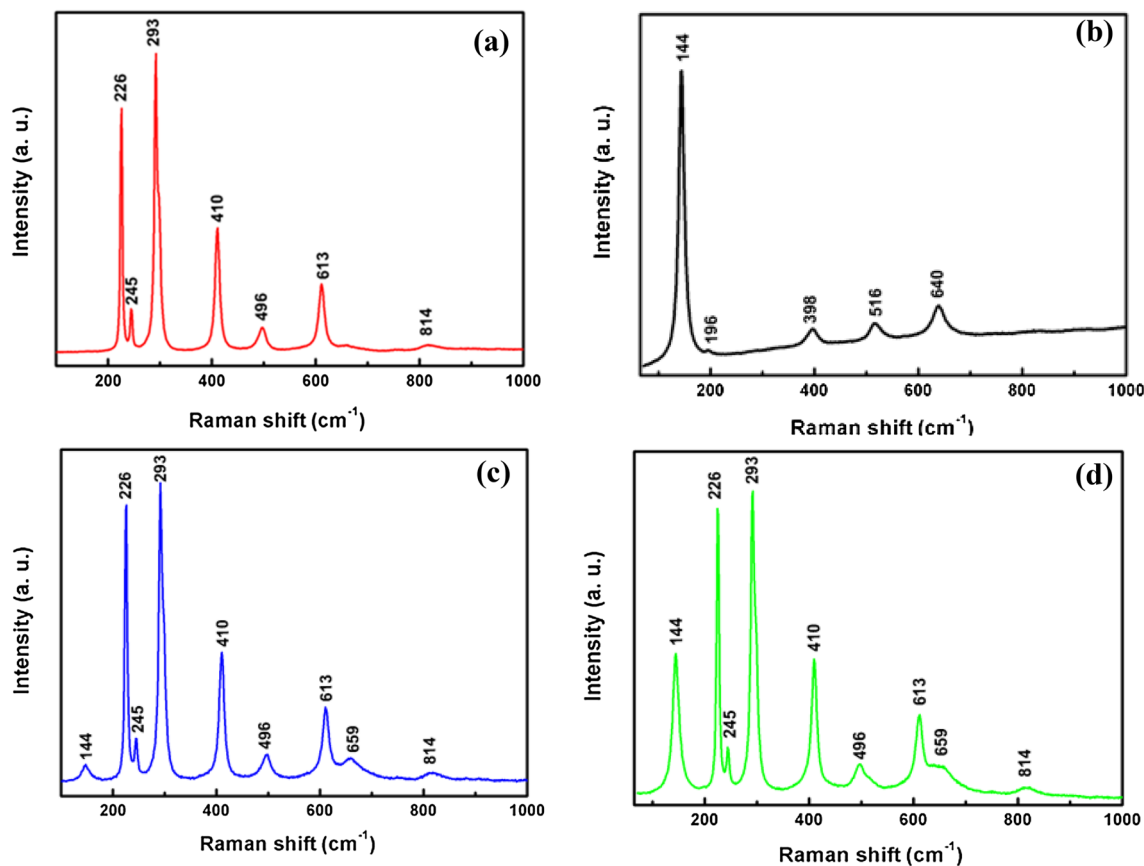 (a)
293
226
245
410
496
613
814
Intensity (a. u.)
200 400 600 800 1000
Raman shift (cm⁻¹)
(b)
144
196
398
516
640
Intensity (a. u.)
200 400 600 800 1000
Raman shift (cm⁻¹)
(c)
293
226
144
245
410
496
613
659
814
Intensity (a. u.)
200 400 600 800 1000
Raman shift (cm⁻¹)
(d)
293
226
144
245
410
496
613
659
814
Intensity (a. u.)
200 400 600 800 1000
Raman shift (cm⁻¹)